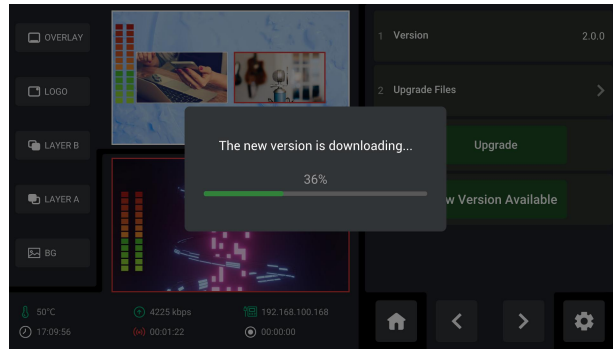 OVERLAY
1 Version 2.0.0
LOGO
2 Upgrade Files
The new version is downloading...
LAYER B
Upgrade
36%
LAYER A
w Version Available
BG
50°C 4225 kbps 192.168.100.168
17:09:56 00:01:22 00:00:00